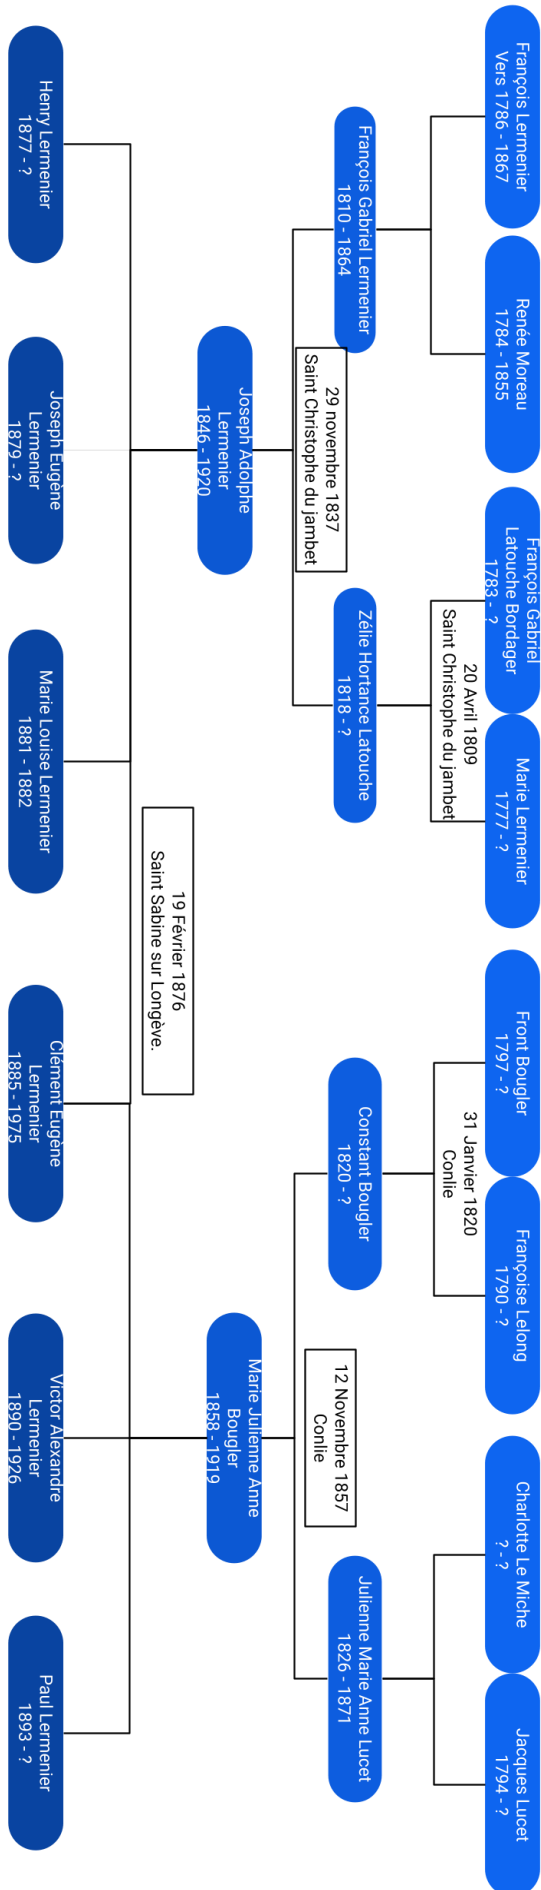 François Lermenier
Vers 1786 - 1867
Renée Moreau
1784 - 1855
François Gabriel
Latouche Bordager
1783 - ?
Marie Lermenier
1777 - ?
Front Bougler
1797 - ?
Françoise Lelong
1790 - ?
Charlotte Le Miche
? - ?
Jacques Lucet
1794 - ?
20 Avril 1809
Saint Christophe du jambet
31 Janvier 1820
Conlie
François Gabriel Lermenier
1810 - 1864
Zélie Hortance Latouche
1818 - ?
Constant Bougler
1820 - ?
Julienne Marie Anne Lucet
1826 - 1871
29 novembre 1837
Saint Christophe du jambet
12 Novembre 1857
Conlie
Joseph Adolphe
Lermenier
1846 - 1920
Marie Julienne Anne
Bougler
1858 - 1919
19 Février 1876
Saint Sabine sur Longève.
Henry Lermenier
1877 - ?
Joseph Eugène
Lermenier
1879 - ?
Marie Louise Lermenier
1881 - 1882
Clément Eugène
Lermenier
1885 - 1975
Victor Alexandre
Lermenier
1890 - 1926
Paul Lermenier
1893 - ?